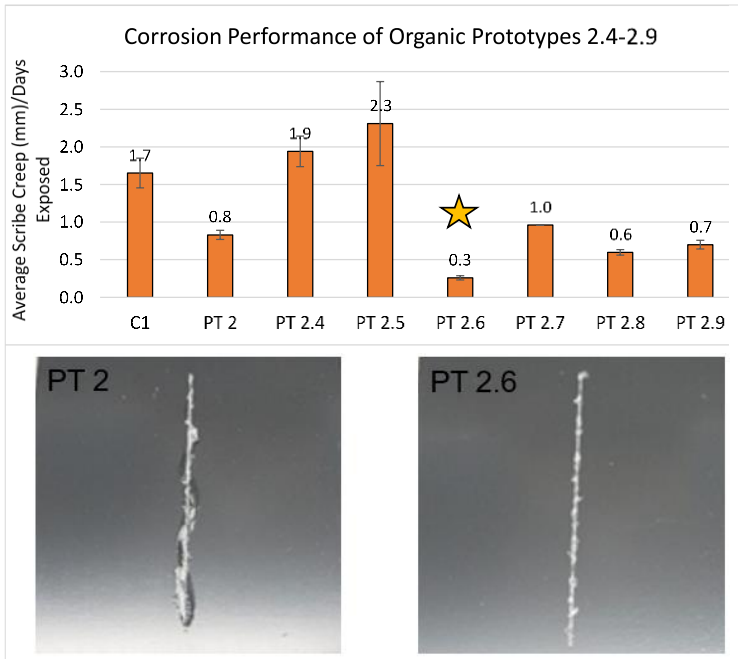 Corrosion Performance of Organic Prototypes 2.4-2.9
Average Scribe Creep (mm)/Days
Exposed
3.0
2.5
2.0
1.5
1.0
0.5
0.0
1.7
0.8
1.9
2.3
0.3
1.0
0.6
0.7
C1
PT 2
PT 2.4
PT 2.5
PT 2.6
PT 2.7
PT 2.8
PT 2.9
PT 2
PT 2.6